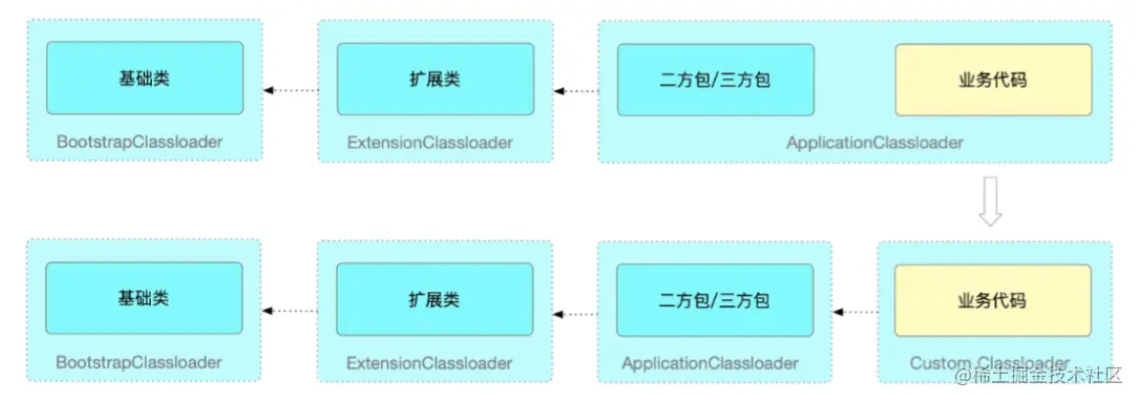 基础类
扩展类
二方包/三方包
业务代码
BootstrapClassloader
ExtensionClassloader
ApplicationClassloader
基础类
扩展类
二方包/三方包
业务代码
BootstrapClassloader
ExtensionClassloader
ApplicationClassloader
Custom Classloader
@稀土掘金技术社区